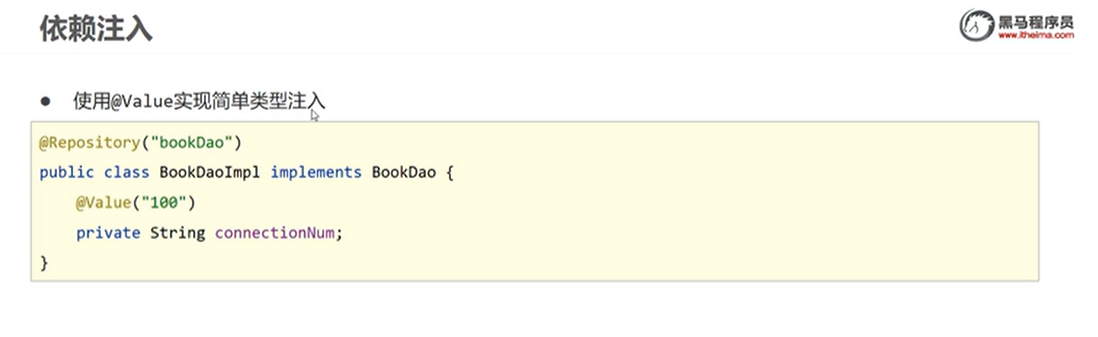 依赖注入
黑马程序员
www.itheima.com
● 使用@Value实现简单类型注入
@Repository("bookDao")
public class BookDaoImpl implements BookDao {
    @Value("100")
    private String connectionNum;
}